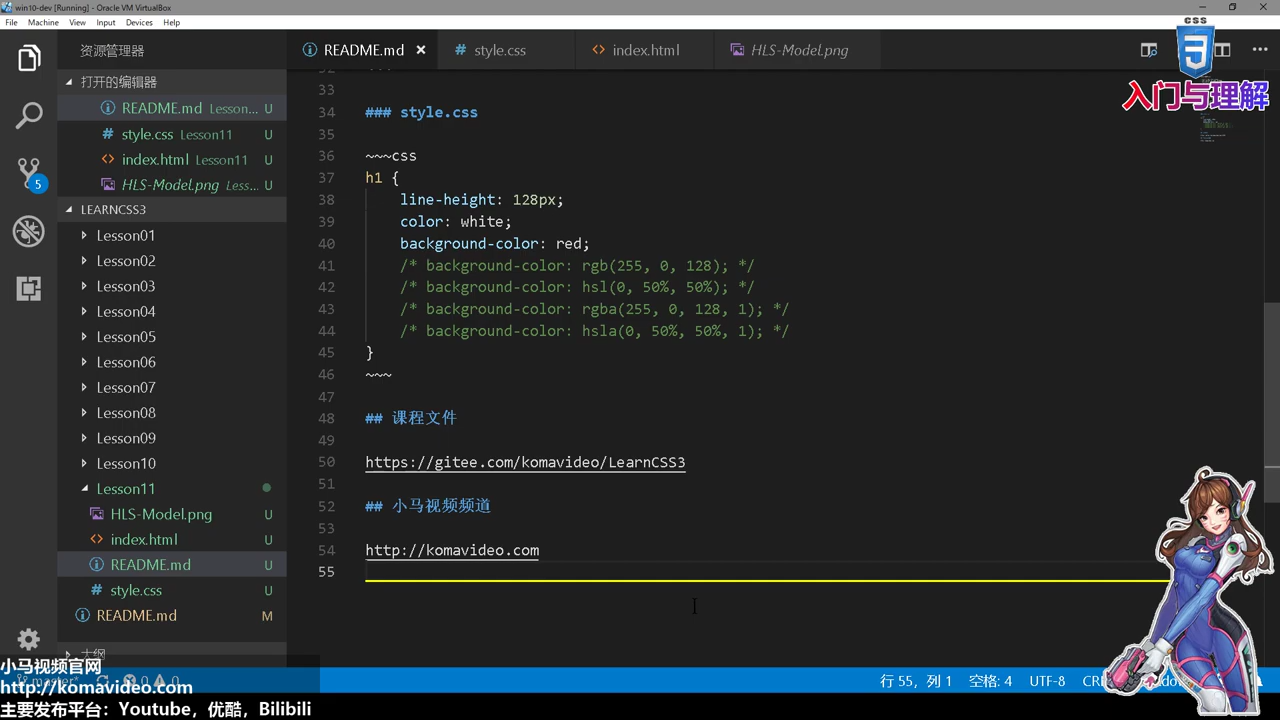 win10-dev [Running] - Oracle VM VirtualBox
File Machine View Input Devices Help
css
3
入门与理解
资源管理器
README.md
style.css
index.html
HLS-Model.png
打开的编辑器
README.md Lesson... U
style.css Lesson11 U
index.html Lesson11 U
HLS-Model.png Less... U
5
LEARNCSS3
Lesson01
Lesson02
Lesson03
Lesson04
Lesson05
Lesson06
Lesson07
Lesson08
Lesson09
Lesson10
Lesson11
HLS-Model.png U
index.html U
README.md U
style.css U
README.md M
大纲
33
34 ### style.css
35
36 ~~~css
37 h1 {
38 line-height: 128px;
39 color: white;
40 background-color: red;
41 /* background-color: rgb(255, 0, 128); */
42 /* background-color: hsl(0, 50%, 50%); */
43 /* background-color: rgba(255, 0, 128, 1); */
44 /* background-color: hsla(0, 50%, 50%, 1); */
45 }
46 ~~~
47
48 ## 课程文件
49
50 https://gitee.com/komavideo/LearnCSS3
51
52 ## 小马视频频道
53
54 http://komavideo.com
55
master* 0 0
行 55，列 1 空格: 4 UTF-8
小马视频官网
http://komavideo.com
主要发布平台：Youtube，优酷，Bilibili